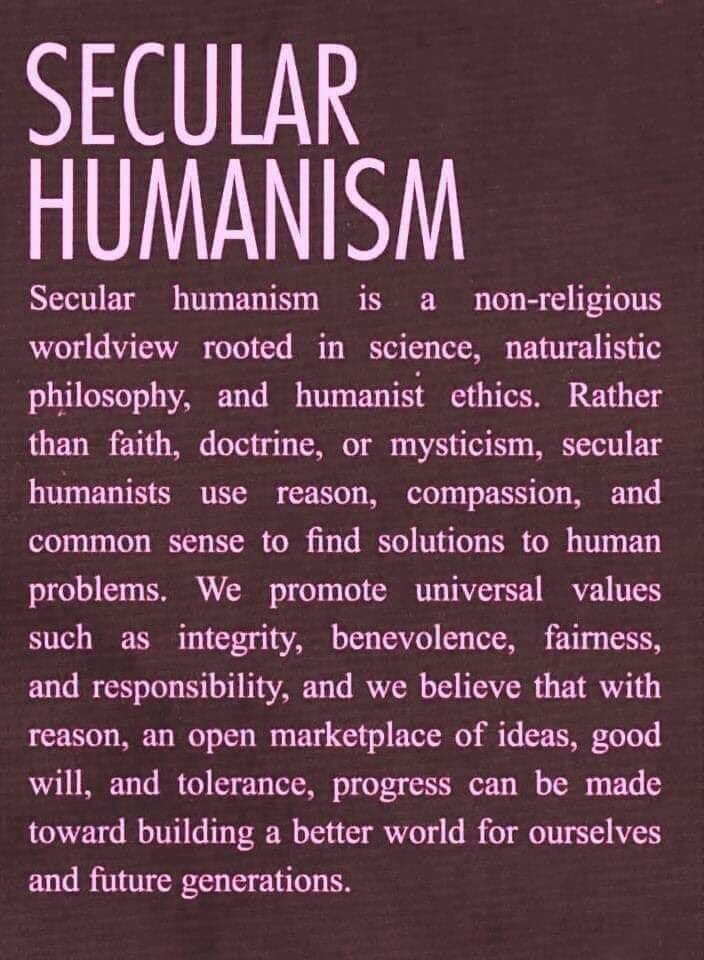 SECULAR
HUMANISM
Secular humanism is a non-religious
worldview rooted in science, naturalistic
philosophy, and humanist ethics. Rather
than faith, doctrine, or mysticism, secular
humanists use reason, compassion, and
common sense to find solutions to human
problems. We promote universal values
such as integrity, benevolence, fairness,
and responsibility, and we believe that with
reason, an open marketplace of ideas, good
will, and tolerance, progress can be made
toward building a better world for ourselves
and future generations.